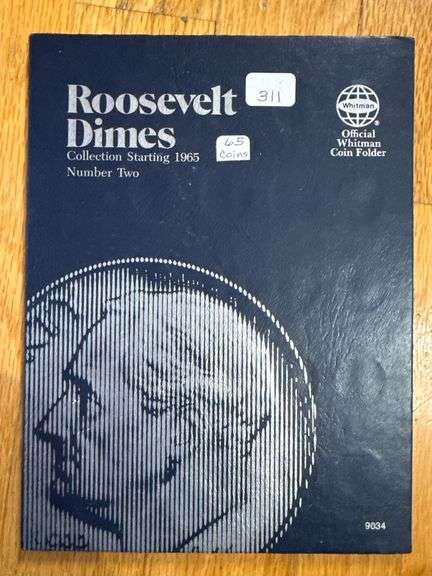 Roosevelt
Dimes
Collection Starting 1965
Number Two
311
65
Coins
Whitman
®
Official
Whitman
Coin Folder
9034